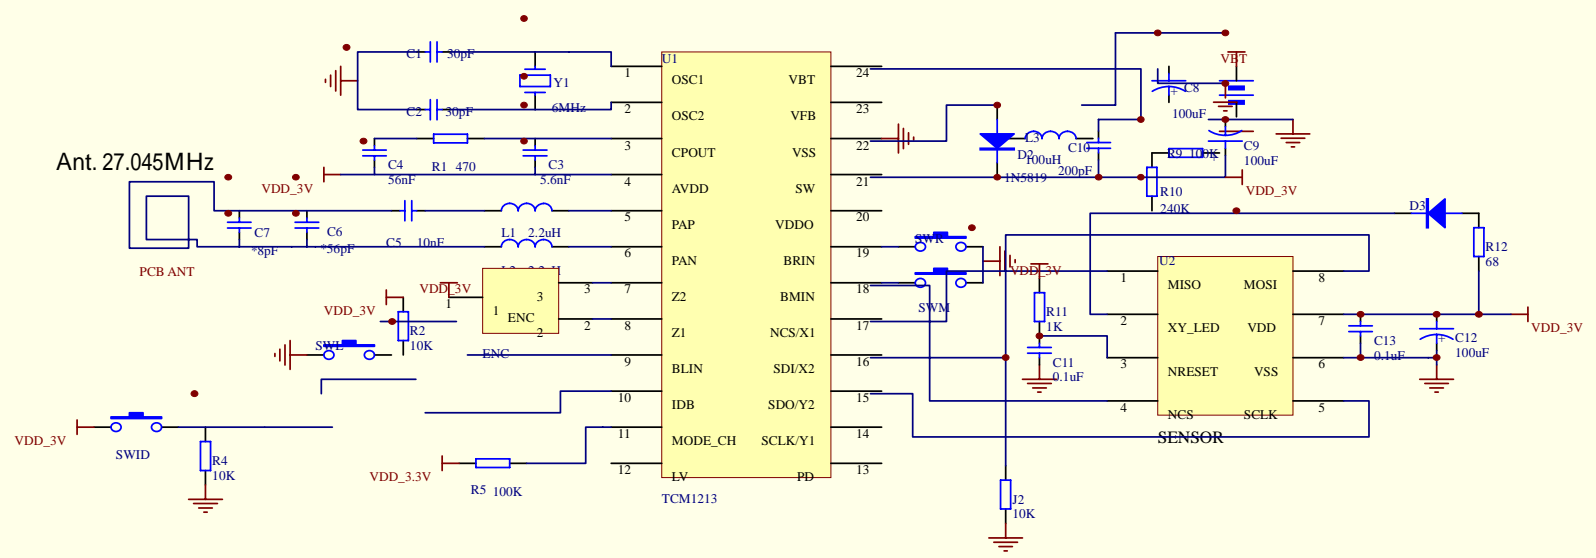 C1 30pF
Y1
6MHz
C2 30pF
C4
56nF
R1 470
C3
5.6nF
Ant. 27.045MHz
VDD_3V
C7
*8pF
C6
*56pF
C5 10nF
L1 2.2uH
PCB ANT
VDD_3V
1
1
3
ENC
2
3
2
ENC
VDD_3V
R2
10K
SWL
VDD_3V
SWID
R4
10K
VDD_3.3V
R5 100K
U1
1 OSC1
2 OSC2
3 CPOUT
4 AVDD
5 PAP
6 PAN
7 Z2
8 Z1
9 BLIN
10 IDB
11 MODE_CH
12 LV
VBT 24
VFB 23
VSS 22
SW 21
VDDO 20
BRIN 19
BMIN 18
NCS/X1 17
SDI/X2 16
SDO/Y2 15
SCLK/Y1 14
PD 13
TCM1213
VBT
C8
100uF
C9
100uF
L3
100uH
D2
1N5819
C10
200pF
R9 100K
R10
240K
VDD_3V
SWR
SWM
VDD_3V
R11
1K
C11
0.1uF
J2
10K
D3
R12
68
U2
1 MISO
2 XY_LED
3 NRESET
4 NCS
MOSI 8
VDD 7
VSS 6
SCLK 5
SENSOR
C13
0.1uF
C12
100uF
VDD_3V